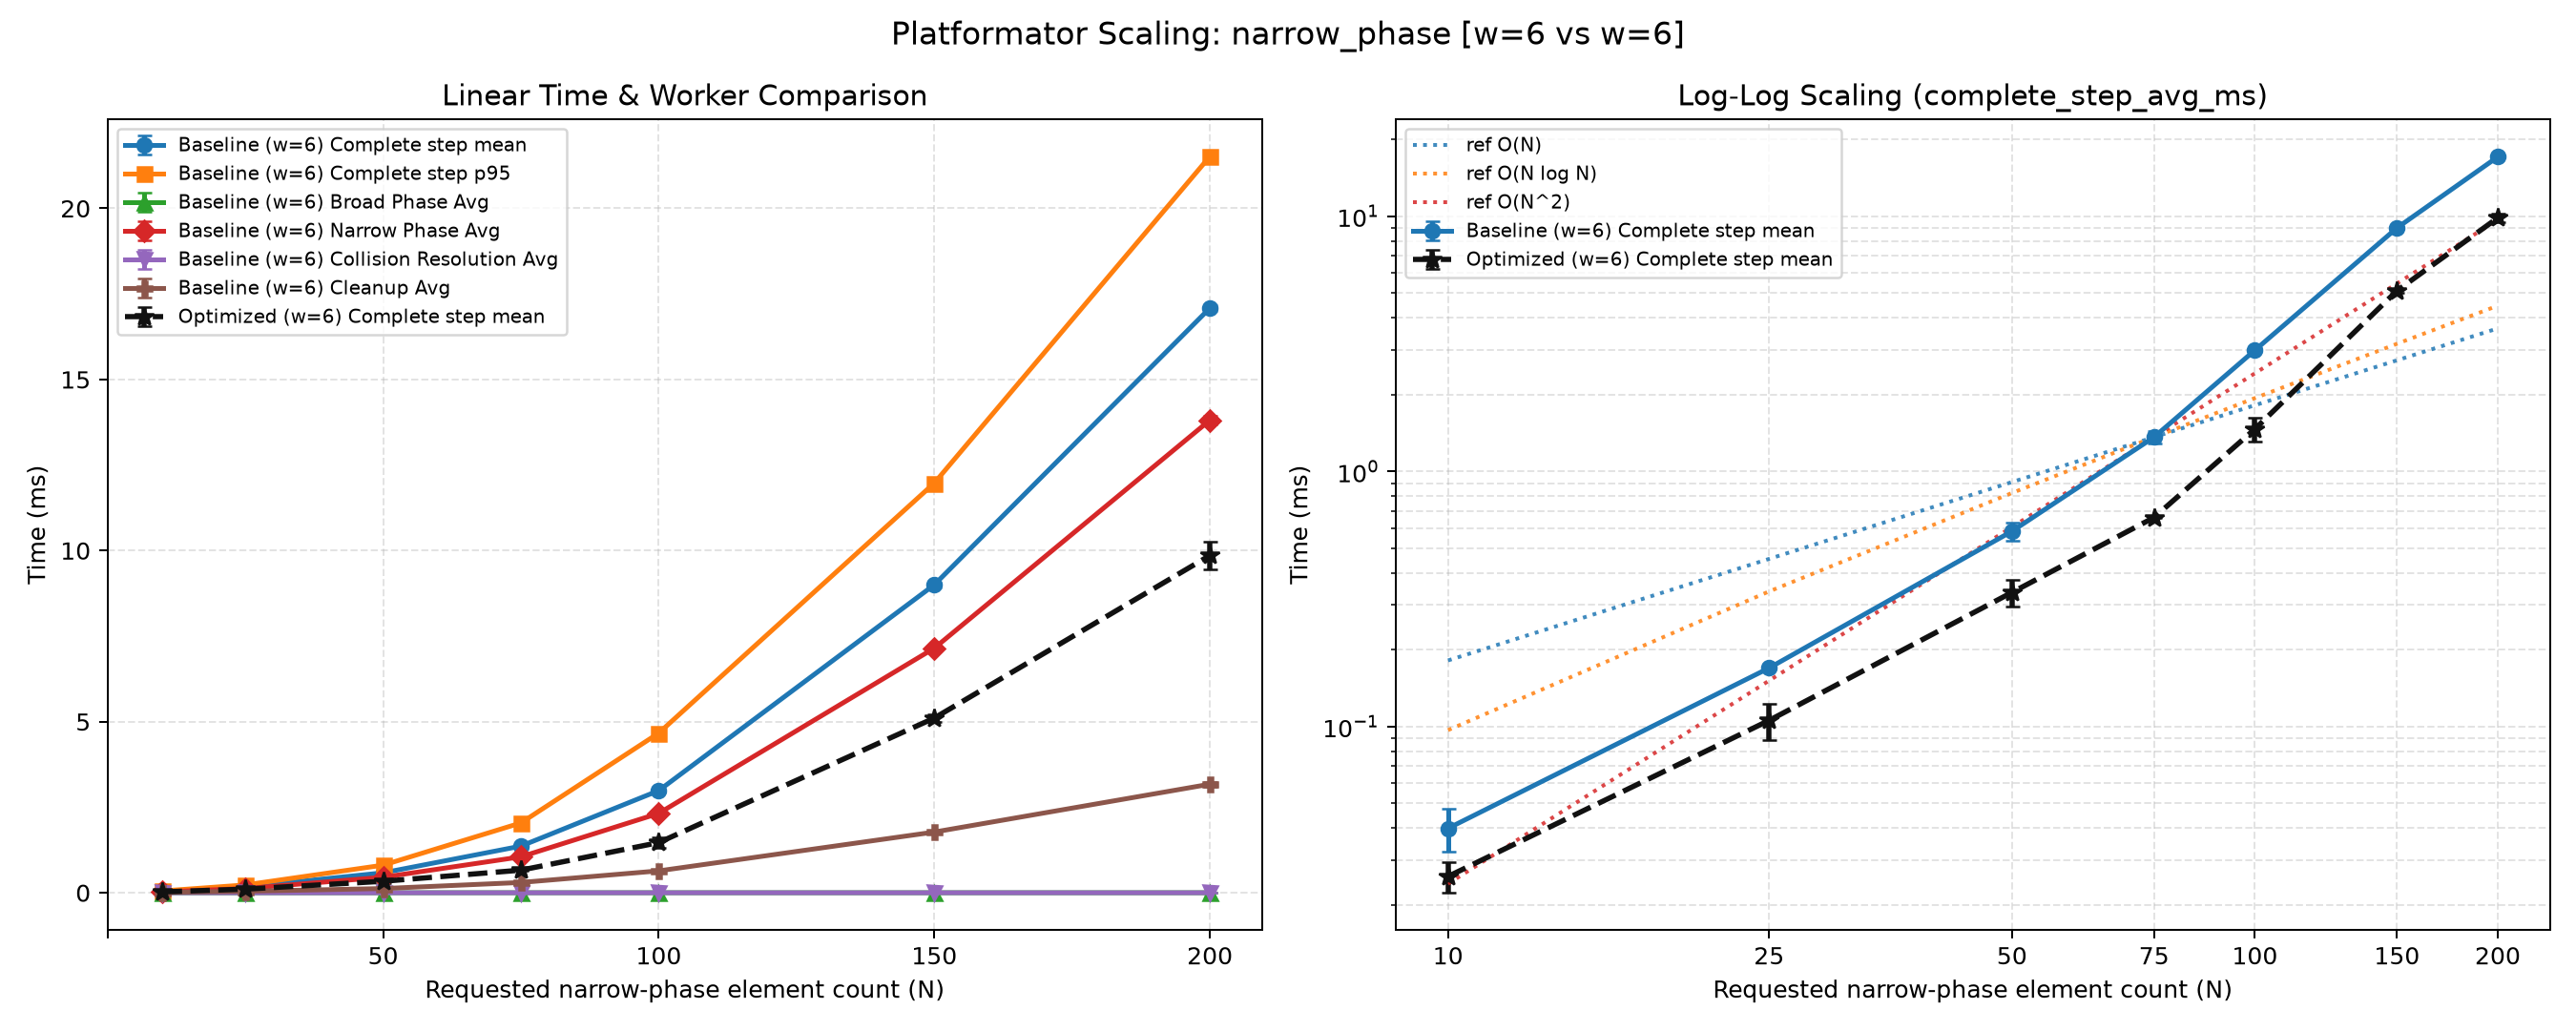 Platformator Scaling: narrow_phase [w=6 vs w=6]
Linear Time & Worker Comparison
Baseline (w=6) Complete step mean
Baseline (w=6) Complete step p95
Baseline (w=6) Broad Phase Avg
Baseline (w=6) Narrow Phase Avg
Baseline (w=6) Collision Resolution Avg
Baseline (w=6) Cleanup Avg
Optimized (w=6) Complete step mean
Time (ms)
20
15
10
5
0
50
100
150
200
Requested narrow-phase element count (N)
Log-Log Scaling (complete_step_avg_ms)
ref O(N)
ref O(N log N)
ref O(N^2)
Baseline (w=6) Complete step mean
Optimized (w=6) Complete step mean
Time (ms)
10¹
10⁰
10⁻¹
10
25
50
75
100
150
200
Requested narrow-phase element count (N)